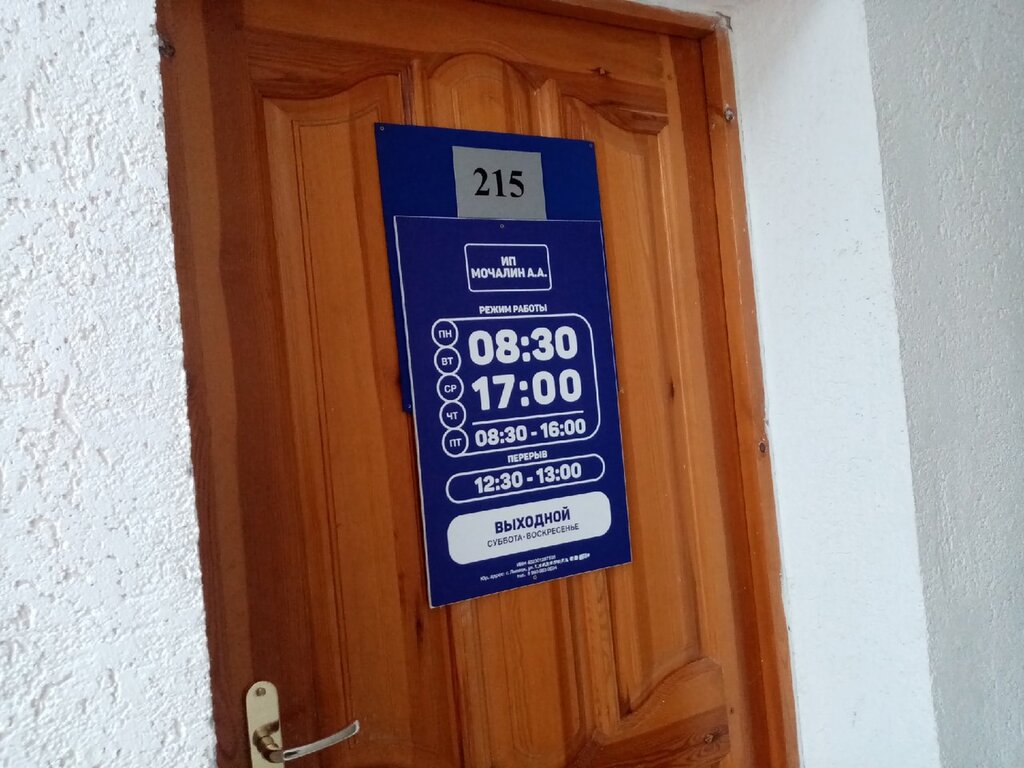 215
ИП
МОЧАЛИН А.А.
РЕЖИМ РАБОТЫ
ПН
ВТ
СР
ЧТ
ПТ
08:30
17:00
08:30 - 16:00
ПЕРЕРЫВ
12:30 - 13:00
ВЫХОДНОЙ
СУББОТА-ВОСКРЕСЕНЬЕ